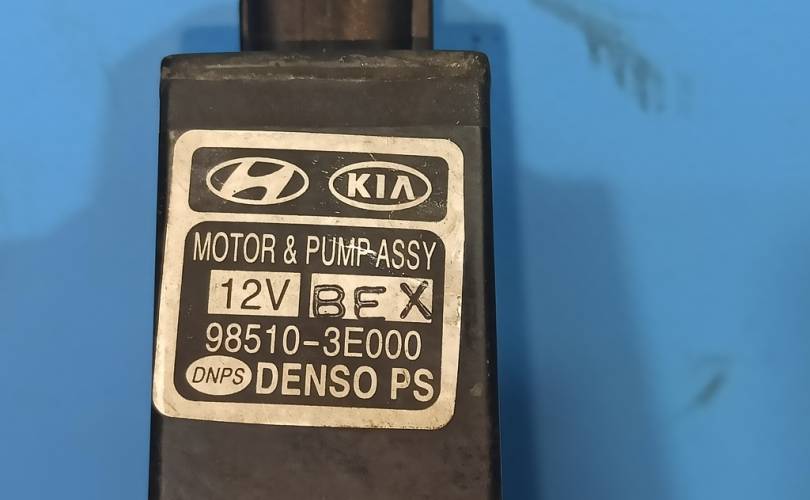 KIA
MOTOR & PUMP ASSY
12V BEX
98510-3E000
DNPS DENSO PS